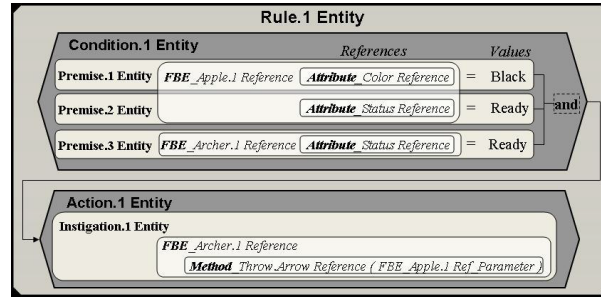 Rule.1 Entity
Condition.1 Entity
References Values
Premise.1 Entity FBE_Apple.1 Reference Attribute_Color Reference = Black
Premise.2 Entity Attribute_Status Reference = Ready
and
Premise.3 Entity FBE_Archer.1 Reference Attribute_Status Reference = Ready
Action.1 Entity
Instigation.1 Entity
FBE_Archer.1 Reference
Method_Throw.Arrow Reference ( FBE_Apple.1 Ref_Parameter )